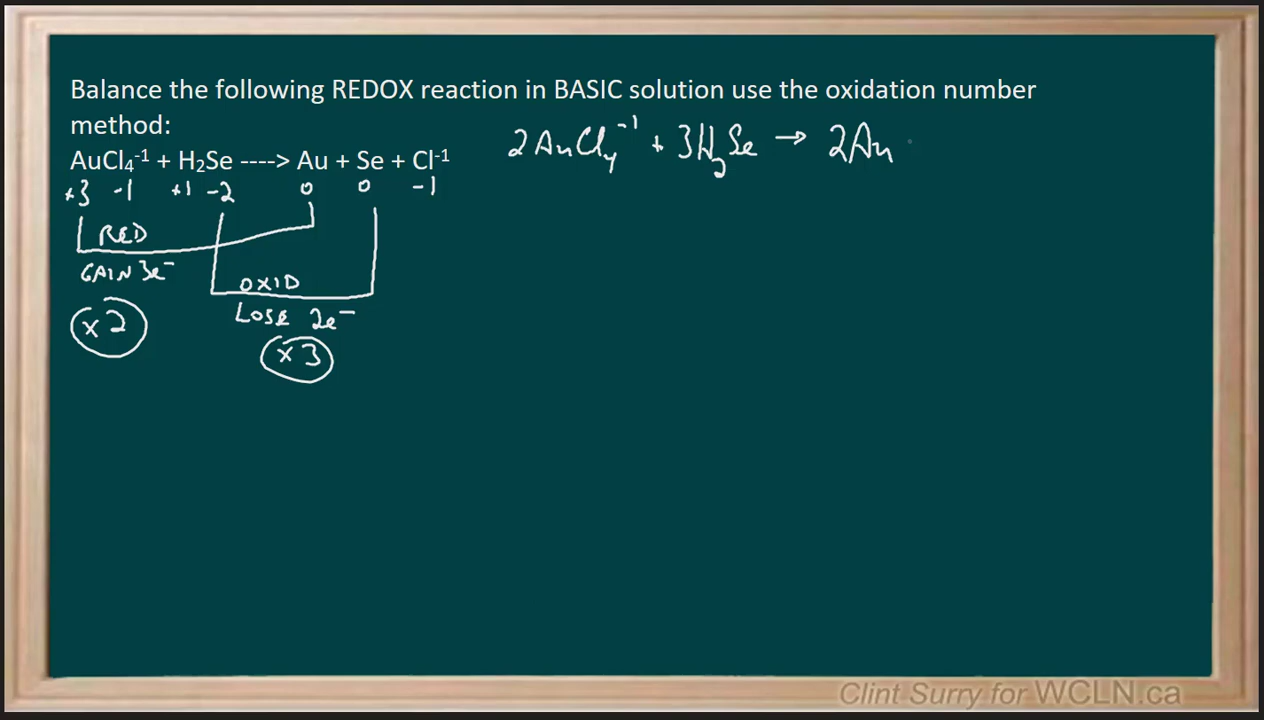 Balance the following REDOX reaction in BASIC solution use the oxidation number
method:
2AuCl₄⁻¹ + 3H₂Se → 2Au
AuCl₄⁻¹ + H₂Se ----> Au + Se + Cl⁻¹
+3 -1 +1 -2 0 0 -1
RED
GAIN 3e⁻
OXID
LOSE 2e⁻
x 2
x 3
Clint Surry for WCLN.ca